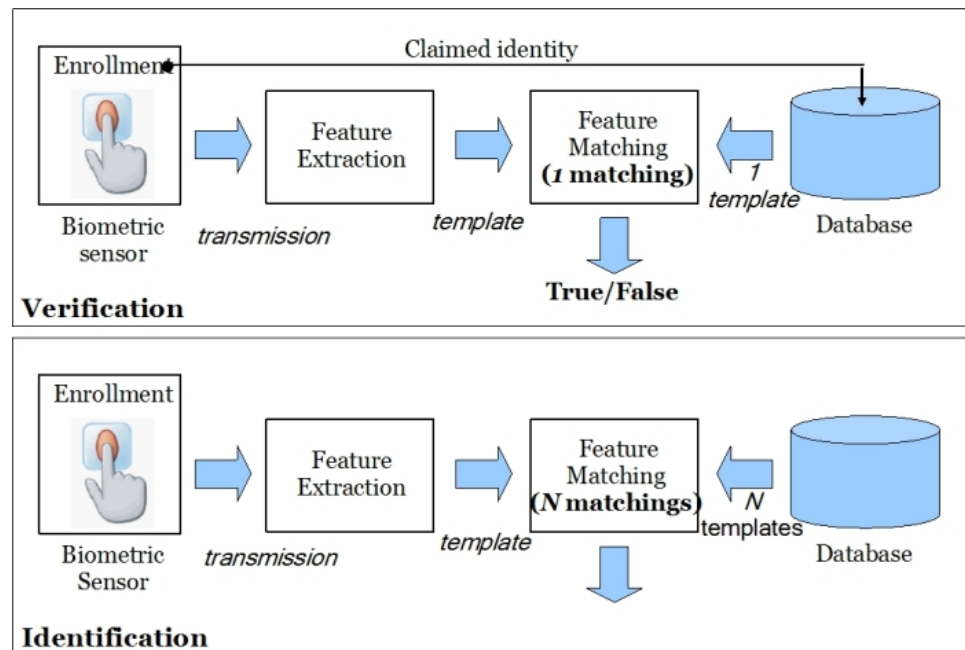 Claimed identity
Enrollment
Feature
Extraction
Feature
Matching
(1 matching)
1
template
Biometric
sensor
transmission
template
Database
True/False
Verification
Enrollment
Feature
Extraction
Feature
Matching
(N matchings)
N
templates
Biometric
Sensor
transmission
template
Database
Identification